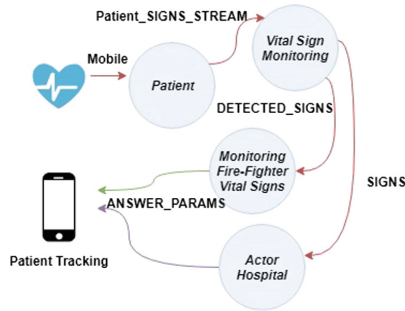 Patient_SIGNS_STREAM
Vital Sign
Monitoring
Mobile
Patient
DETECTED_SIGNS
Monitoring
Fire-Fighter
Vital Signs
SIGNS
ANSWER_PARAMS
Actor
Hospital
Patient Tracking